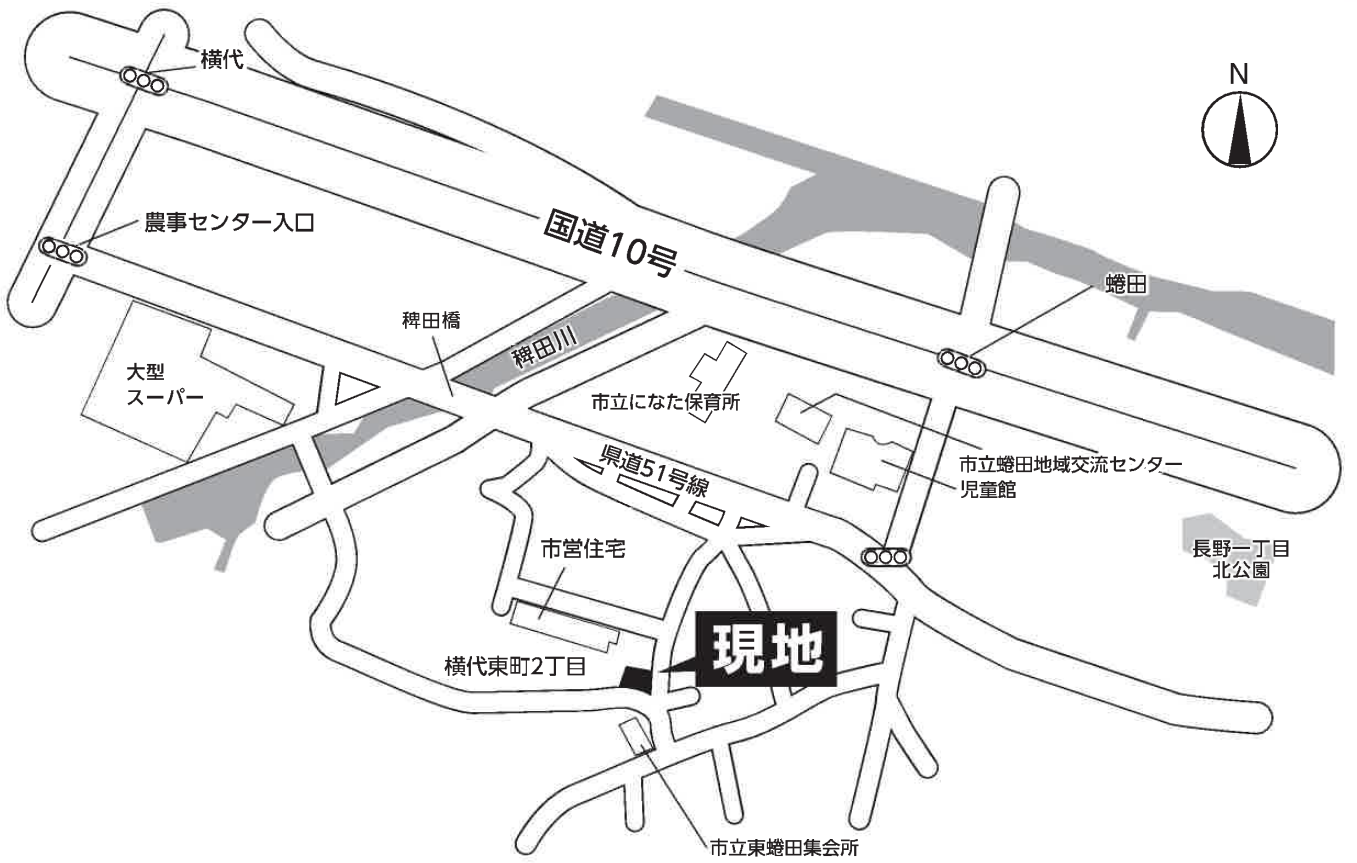 横代
N
農事センター入口
国道10号
蜷田
稗田橋
稗田川
大型
スーパー
市立になた保育所
県道51号線
市立蜷田地域交流センター
児童館
市営住宅
長野一丁目
北公園
現地
横代東町2丁目
市立東蜷田集会所